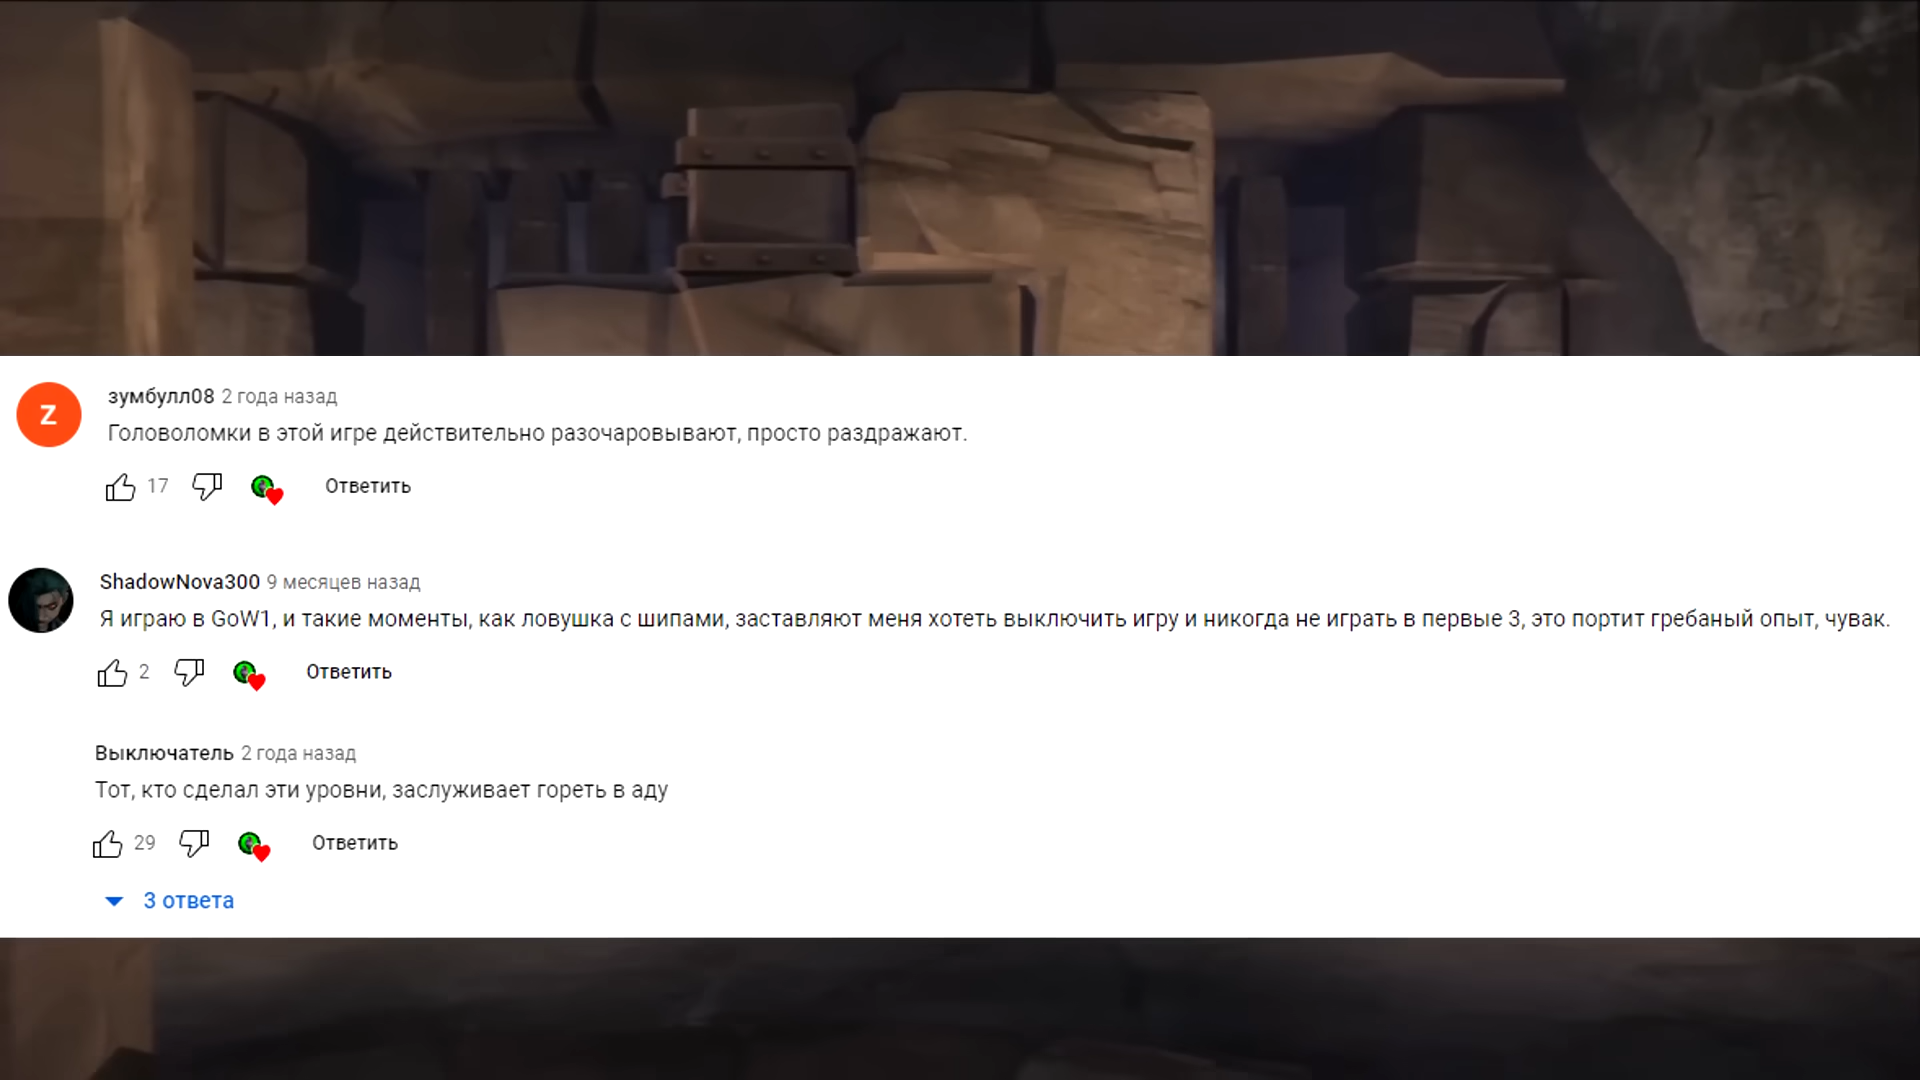 Z
зумбулл08 2 года назад
Головоломки в этой игре действительно разочаровывают, просто раздражают.
17 Ответить
ShadowNova300 9 месяцев назад
Я играю в GoW1, и такие моменты, как ловушка с шипами, заставляют меня хотеть выключить игру и никогда не играть в первые 3, это портит гребаный опыт, чувак.
2 Ответить
Выключатель 2 года назад
Тот, кто сделал эти уровни, заслуживает гореть в аду
29 Ответить
3 ответа